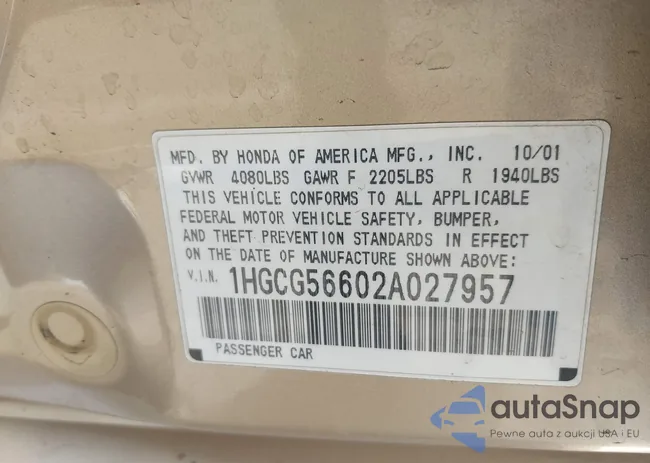 MFD. BY HONDA OF AMERICA MFG., INC. 10/01
GVWR 4080LBS GAWR F 2205LBS R 1940LBS
THIS VEHICLE CONFORMS TO ALL APPLICABLE
FEDERAL MOTOR VEHICLE SAFETY, BUMPER,
AND THEFT PREVENTION STANDARDS IN EFFECT
ON THE DATE OF MANUFACTURE SHOWN ABOVE:
V.I.N. 1HGCG56602A027957
PASSENGER CAR
autaSnap
Pewne auta z aukcji USA i EU